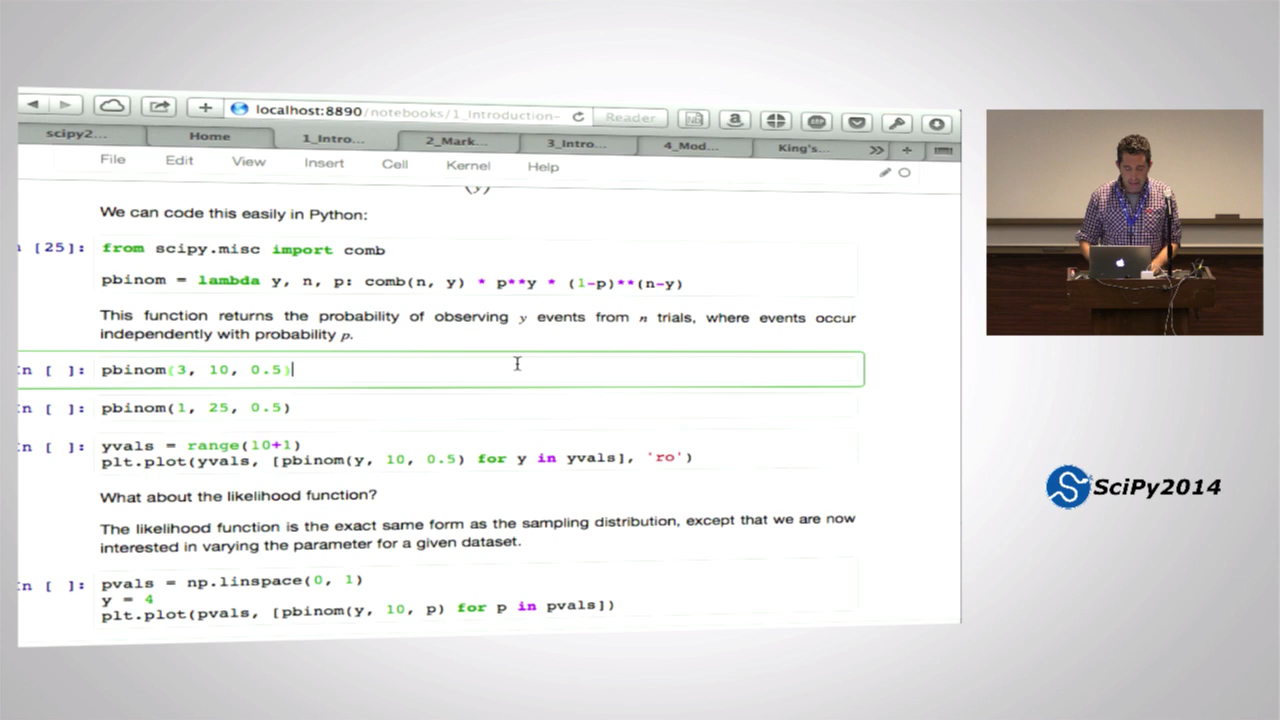 localhost:8890/notebooks/1_Introduction-
Reader
scipy2...
Home
1_Intro...
2_Mark...
3_Intro...
4_Mod...
King's...
File Edit View Insert Cell Kernel Help
(y)
We can code this easily in Python:
[25]:
from scipy.misc import comb
pbinom = lambda y, n, p: comb(n, y) * p**y * (1-p)**(n-y)
This function returns the probability of observing y events from n trials, where events occur
independently with probability p.
In [ ]: pbinom(3, 10, 0.5)
In [ ]: pbinom(1, 25, 0.5)
In [ ]: yvals = range(10+1)
plt.plot(yvals, [pbinom(y, 10, 0.5) for y in yvals], 'ro')
What about the likelihood function?
The likelihood function is the exact same form as the sampling distribution, except that we are now
interested in varying the parameter for a given dataset.
In [ ]: pvals = np.linspace(0, 1)
y = 4
plt.plot(pvals, [pbinom(y, 10, p) for p in pvals])
SciPy2014